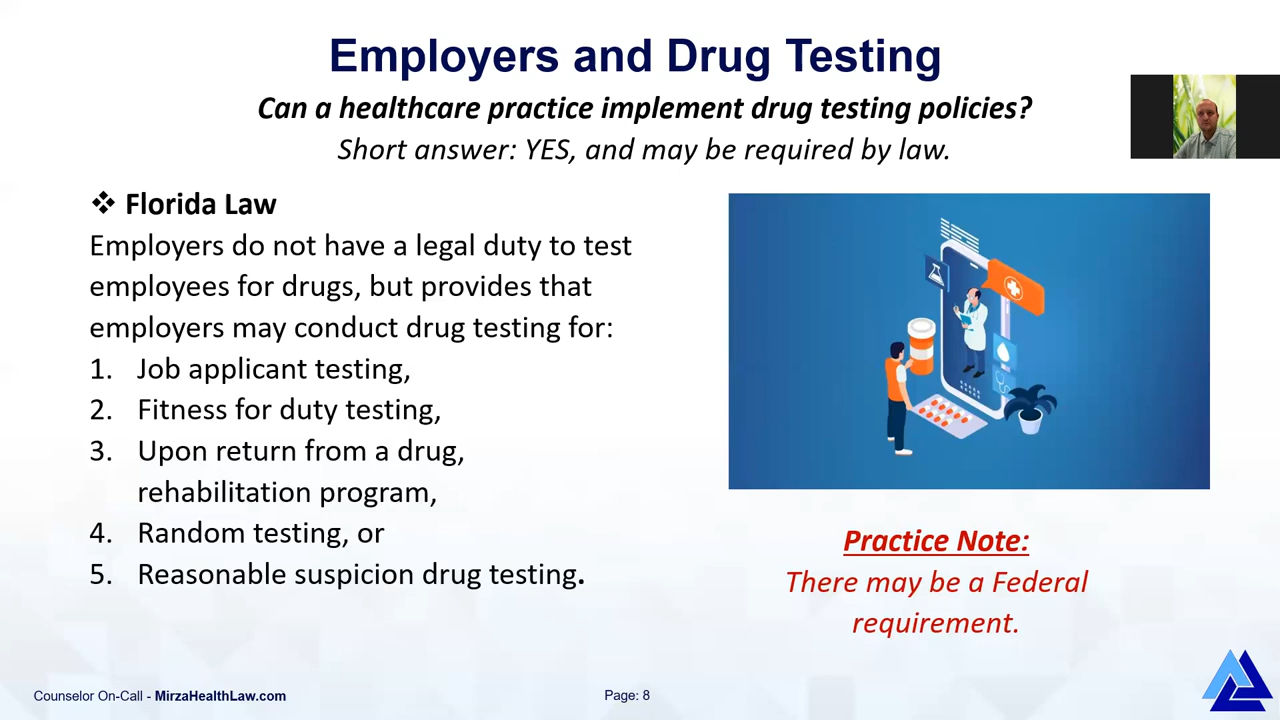 Employers and Drug Testing
Can a healthcare practice implement drug testing policies?
Short answer: YES, and may be required by law.
❖ Florida Law
Employers do not have a legal duty to test
employees for drugs, but provides that
employers may conduct drug testing for:
1. Job applicant testing,
2. Fitness for duty testing,
3. Upon return from a drug,
rehabilitation program,
4. Random testing, or
5. Reasonable suspicion drug testing.
Practice Note:
There may be a Federal
requirement.
Counselor On-Call - MirzaHealthLaw.com
Page: 8